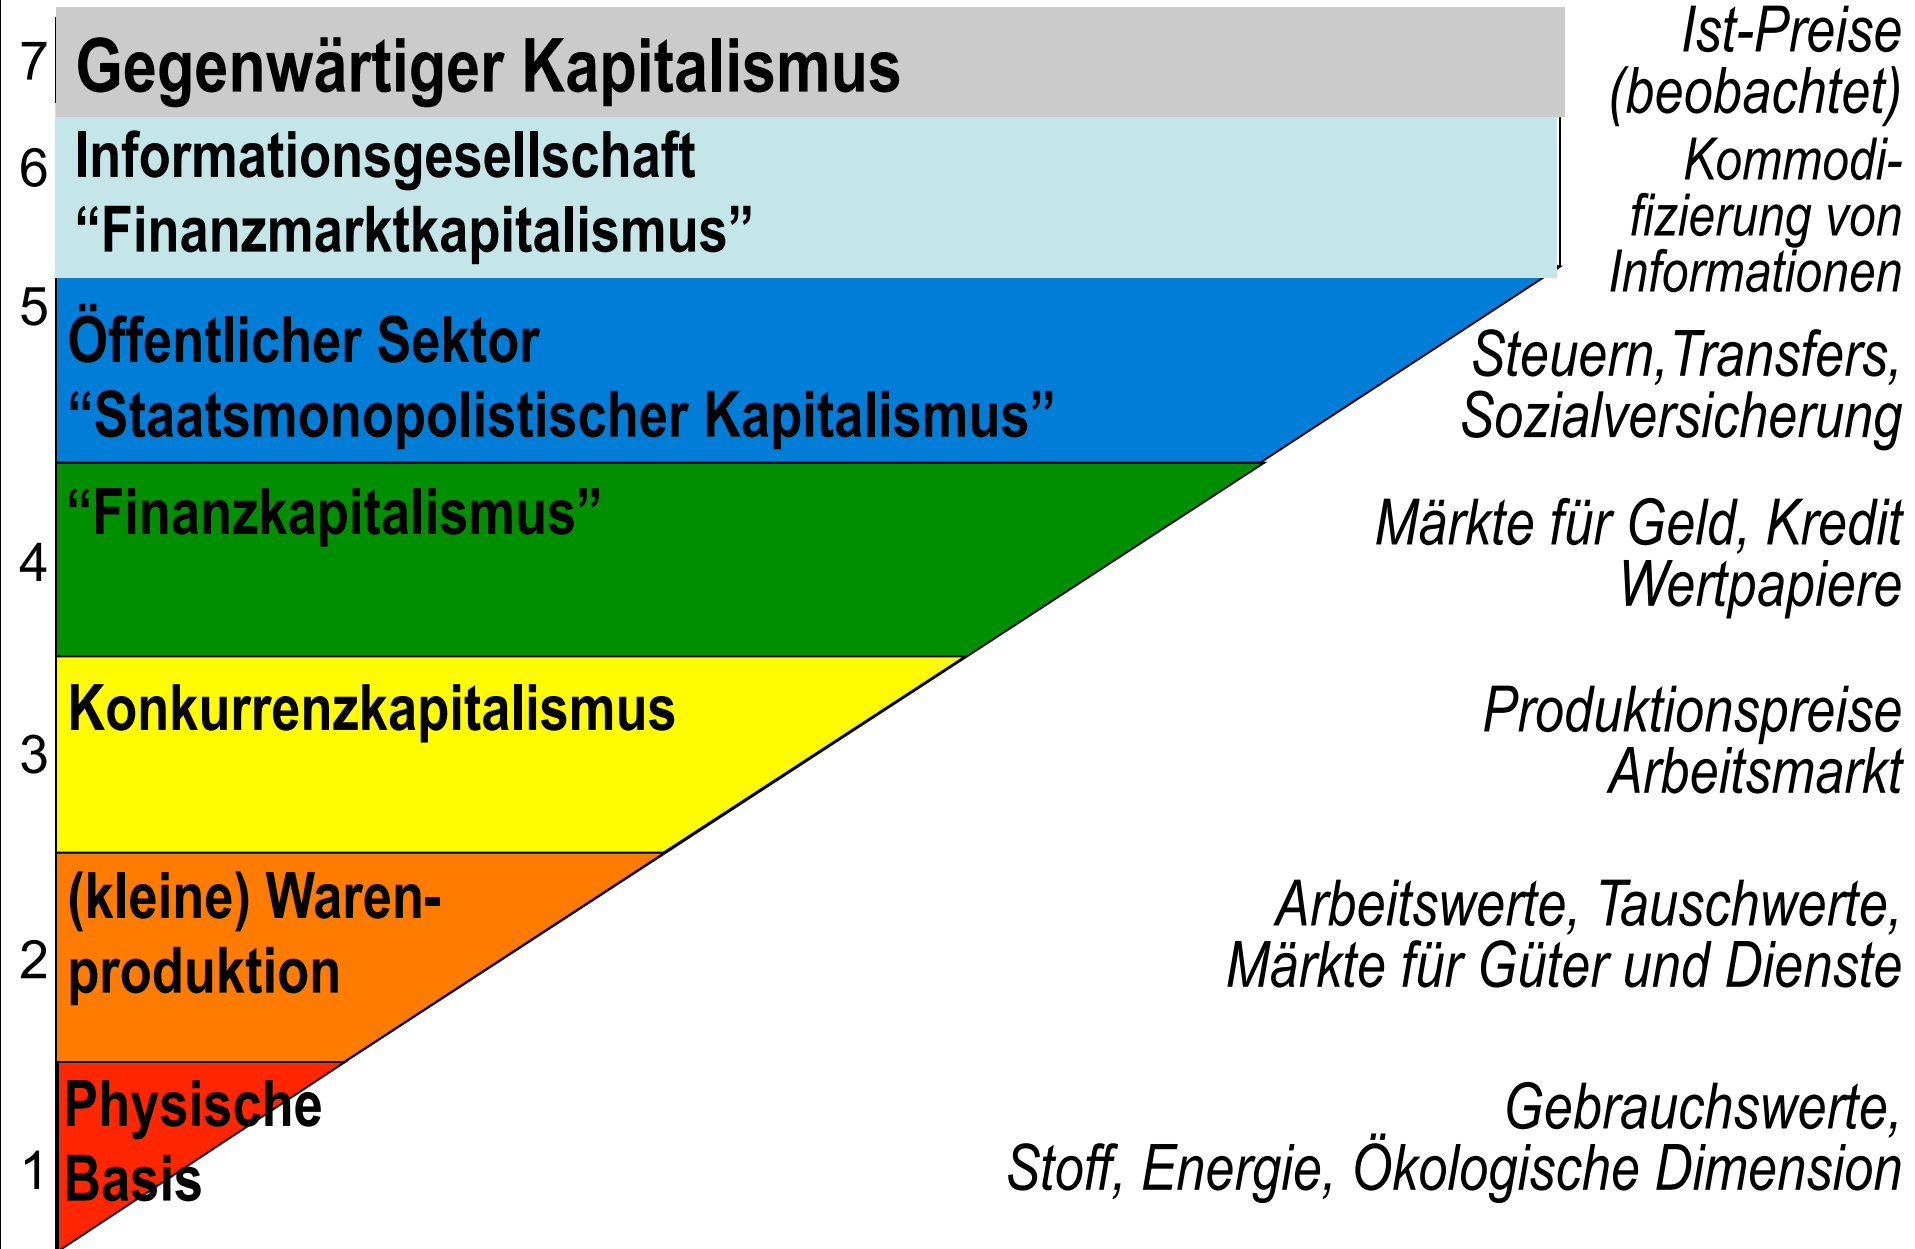 7
Gegenwärtiger Kapitalismus
Ist-Preise
(beobachtet)
6
Informationsgesellschaft
“Finanzmarktkapitalismus”
Kommodi-
fizierung von
Informationen
5
Öffentlicher Sektor
“Staatsmonopolistischer Kapitalismus”
Steuern,Transfers,
Sozialversicherung
4
“Finanzkapitalismus”
Märkte für Geld, Kredit
Wertpapiere
3
Konkurrenzkapitalismus
Produktionspreise
Arbeitsmarkt
2
(kleine) Waren-
produktion
Arbeitswerte, Tauschwerte,
Märkte für Güter und Dienste
1
Physische
Basis
Gebrauchswerte,
Stoff, Energie, Ökologische Dimension